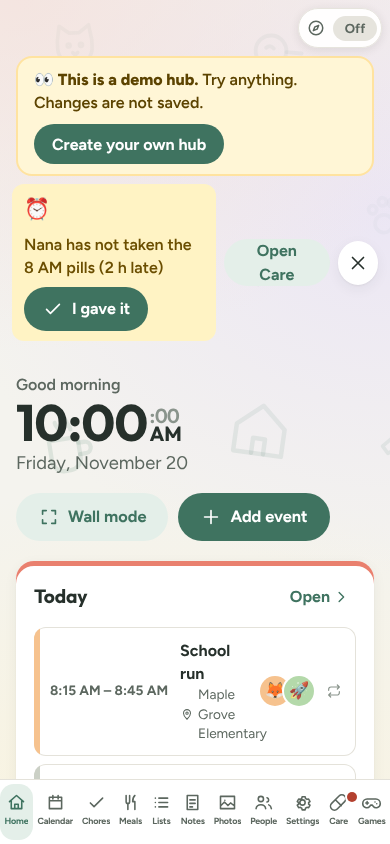 Off
👀 This is a demo hub. Try anything.
Changes are not saved.
Create your own hub
⏰
Nana has not taken the
8 AM pills (2 h late)
I gave it
Open
Care
Good morning
10:00:00
AM
Friday, November 20
Wall mode
Add event
Today
Open
8:15 AM – 8:45 AM
School
run
Maple
Grove
Elementary
Home Calendar Chores Meals Lists Notes Photos People Settings Care Games